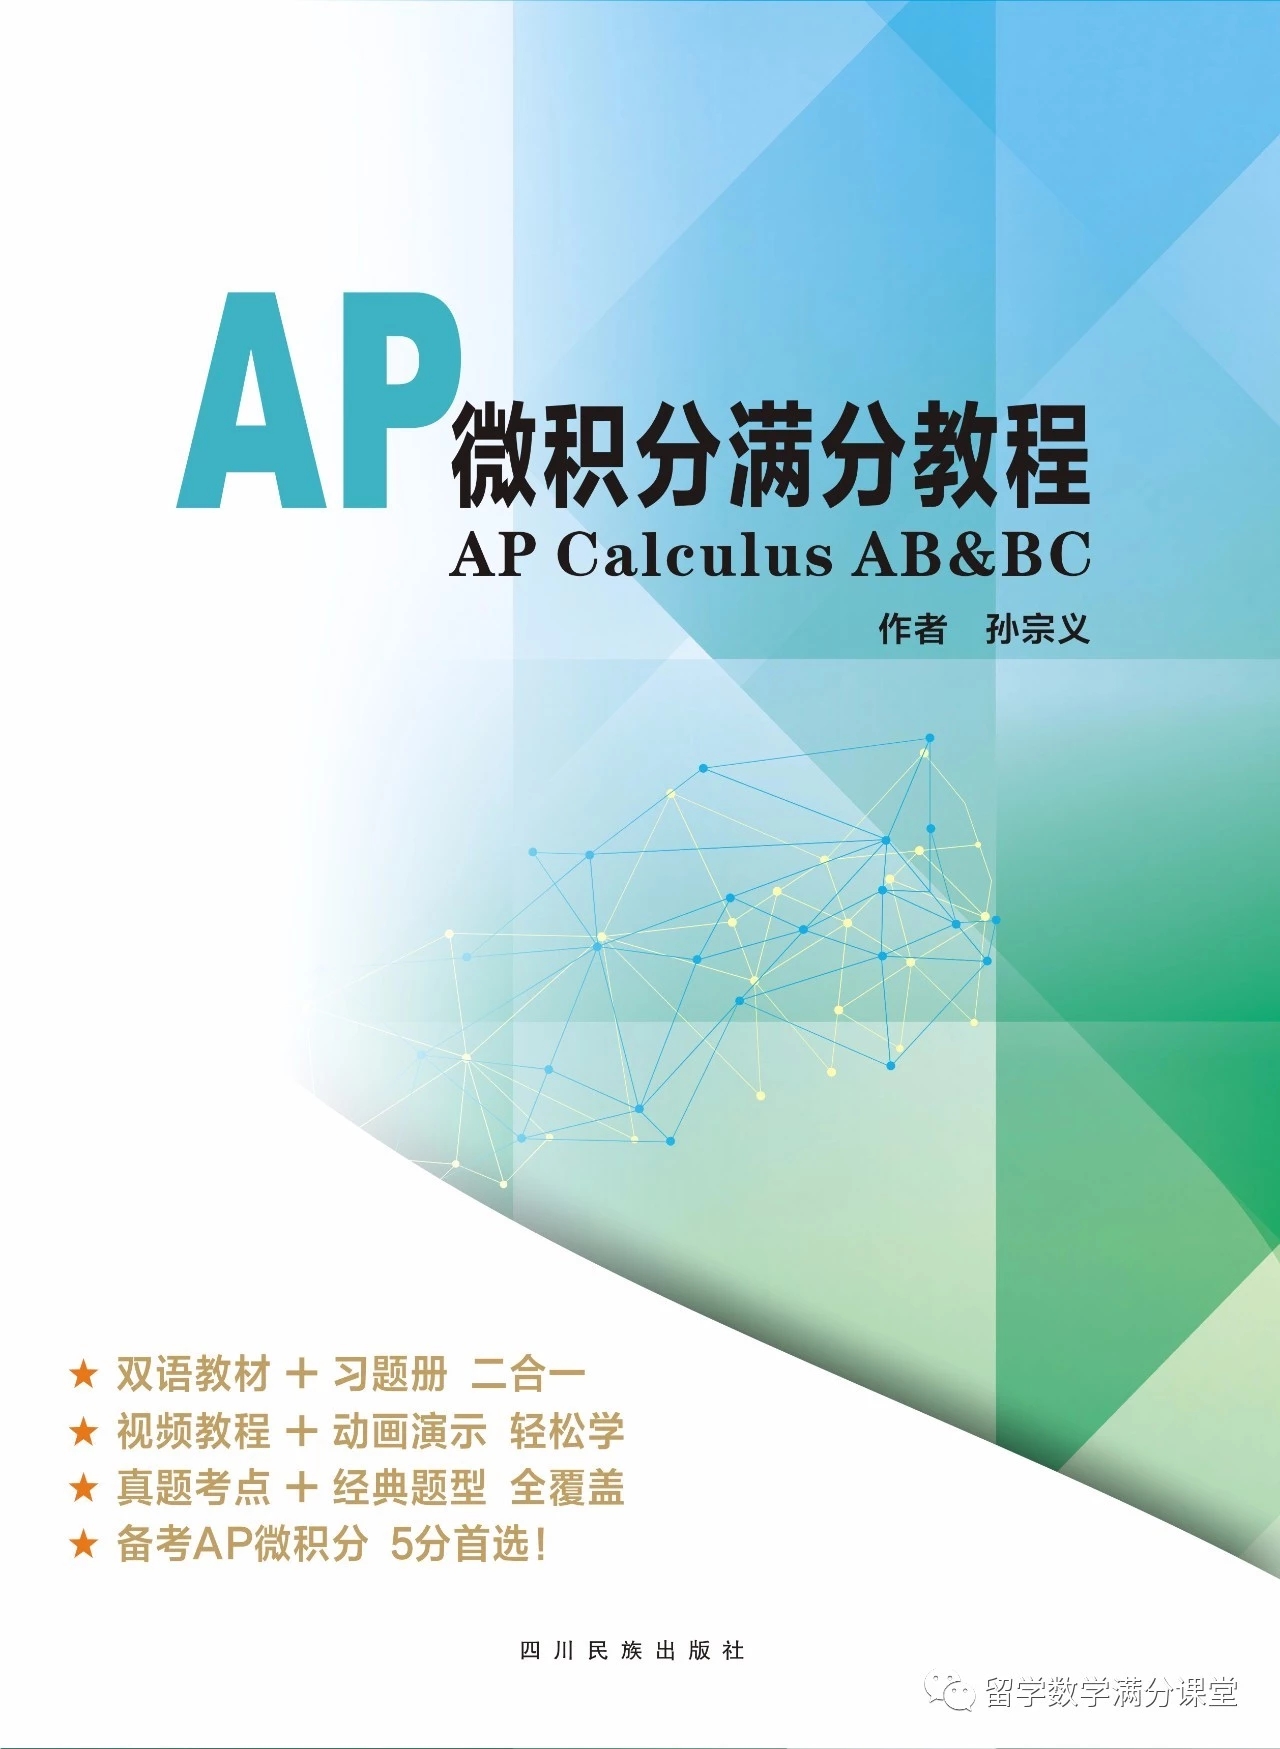 AP微积分满分教程
AP Calculus AB&BC
作者 孙宗义
★ 双语教材 + 习题册 二合一
★ 视频教程 + 动画演示 轻松学
★ 真题考点 + 经典题型 全覆盖
★ 备考AP微积分 5分首选！
四川民族出版社
留学数学满分课堂